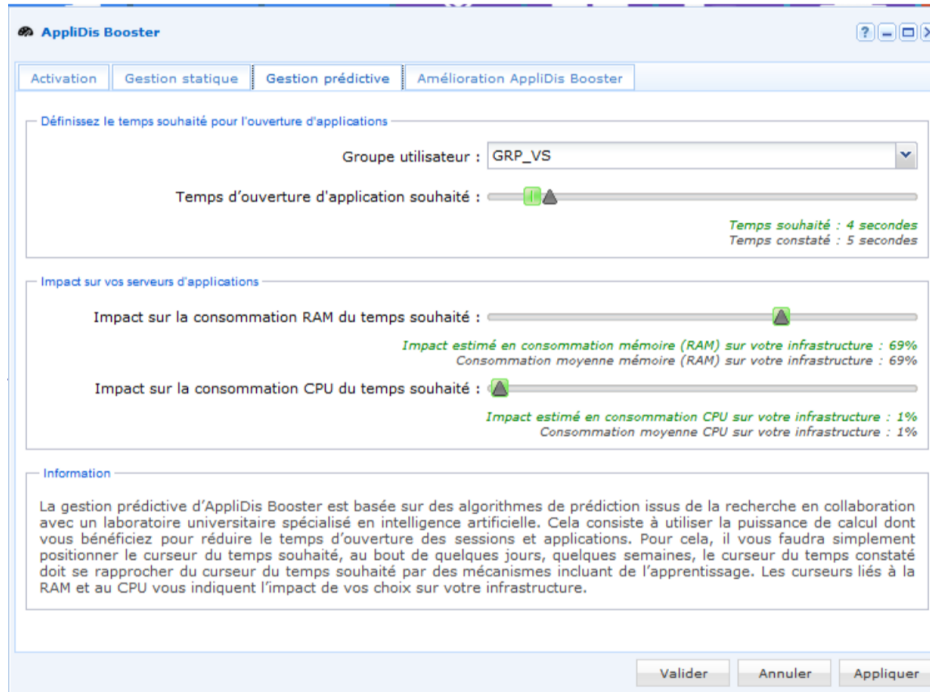 AppliDis Booster
Activation
Gestion statique
Gestion prédictive
Amélioration AppliDis Booster
Définissez le temps souhaité pour l'ouverture d'applications
Groupe utilisateur : GRP_VS
Temps d'ouverture d'application souhaité :
Temps souhaité : 4 secondes
Temps constaté : 5 secondes
Impact sur vos serveurs d'applications
Impact sur la consommation RAM du temps souhaité :
Impact estimé en consommation mémoire (RAM) sur votre infrastructure : 69%
Consommation moyenne mémoire (RAM) sur votre infrastructure : 69%
Impact sur la consommation CPU du temps souhaité :
Impact estimé en consommation CPU sur votre infrastructure : 1%
Consommation moyenne CPU sur votre infrastructure : 1%
Information
La gestion prédictive d'AppliDis Booster est basée sur des algorithmes de prédiction issus de la recherche en collaboration
avec un laboratoire universitaire spécialisé en intelligence artificielle. Cela consiste à utiliser la puissance de calcul dont
vous bénéficiez pour réduire le temps d'ouverture des sessions et applications. Pour cela, il vous faudra simplement
positionner le curseur du temps souhaité, au bout de quelques jours, quelques semaines, le curseur du temps constaté
doit se rapprocher du curseur du temps souhaité par des mécanismes incluant de l'apprentissage. Les curseurs liés à la
RAM et au CPU vous indiquent l'impact de vos choix sur votre infrastructure.
Valider
Annuler
Appliquer